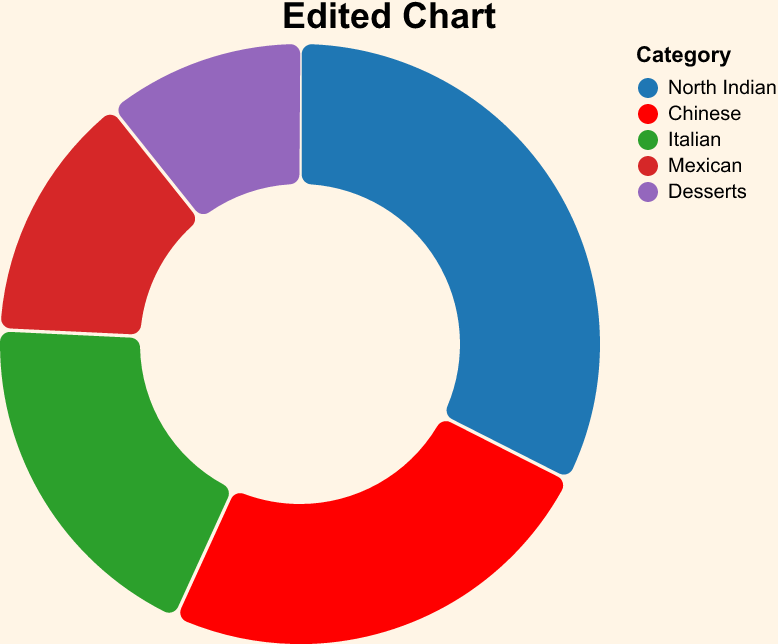 Edited Chart
Category
North Indian
Chinese
Italian
Mexican
Desserts